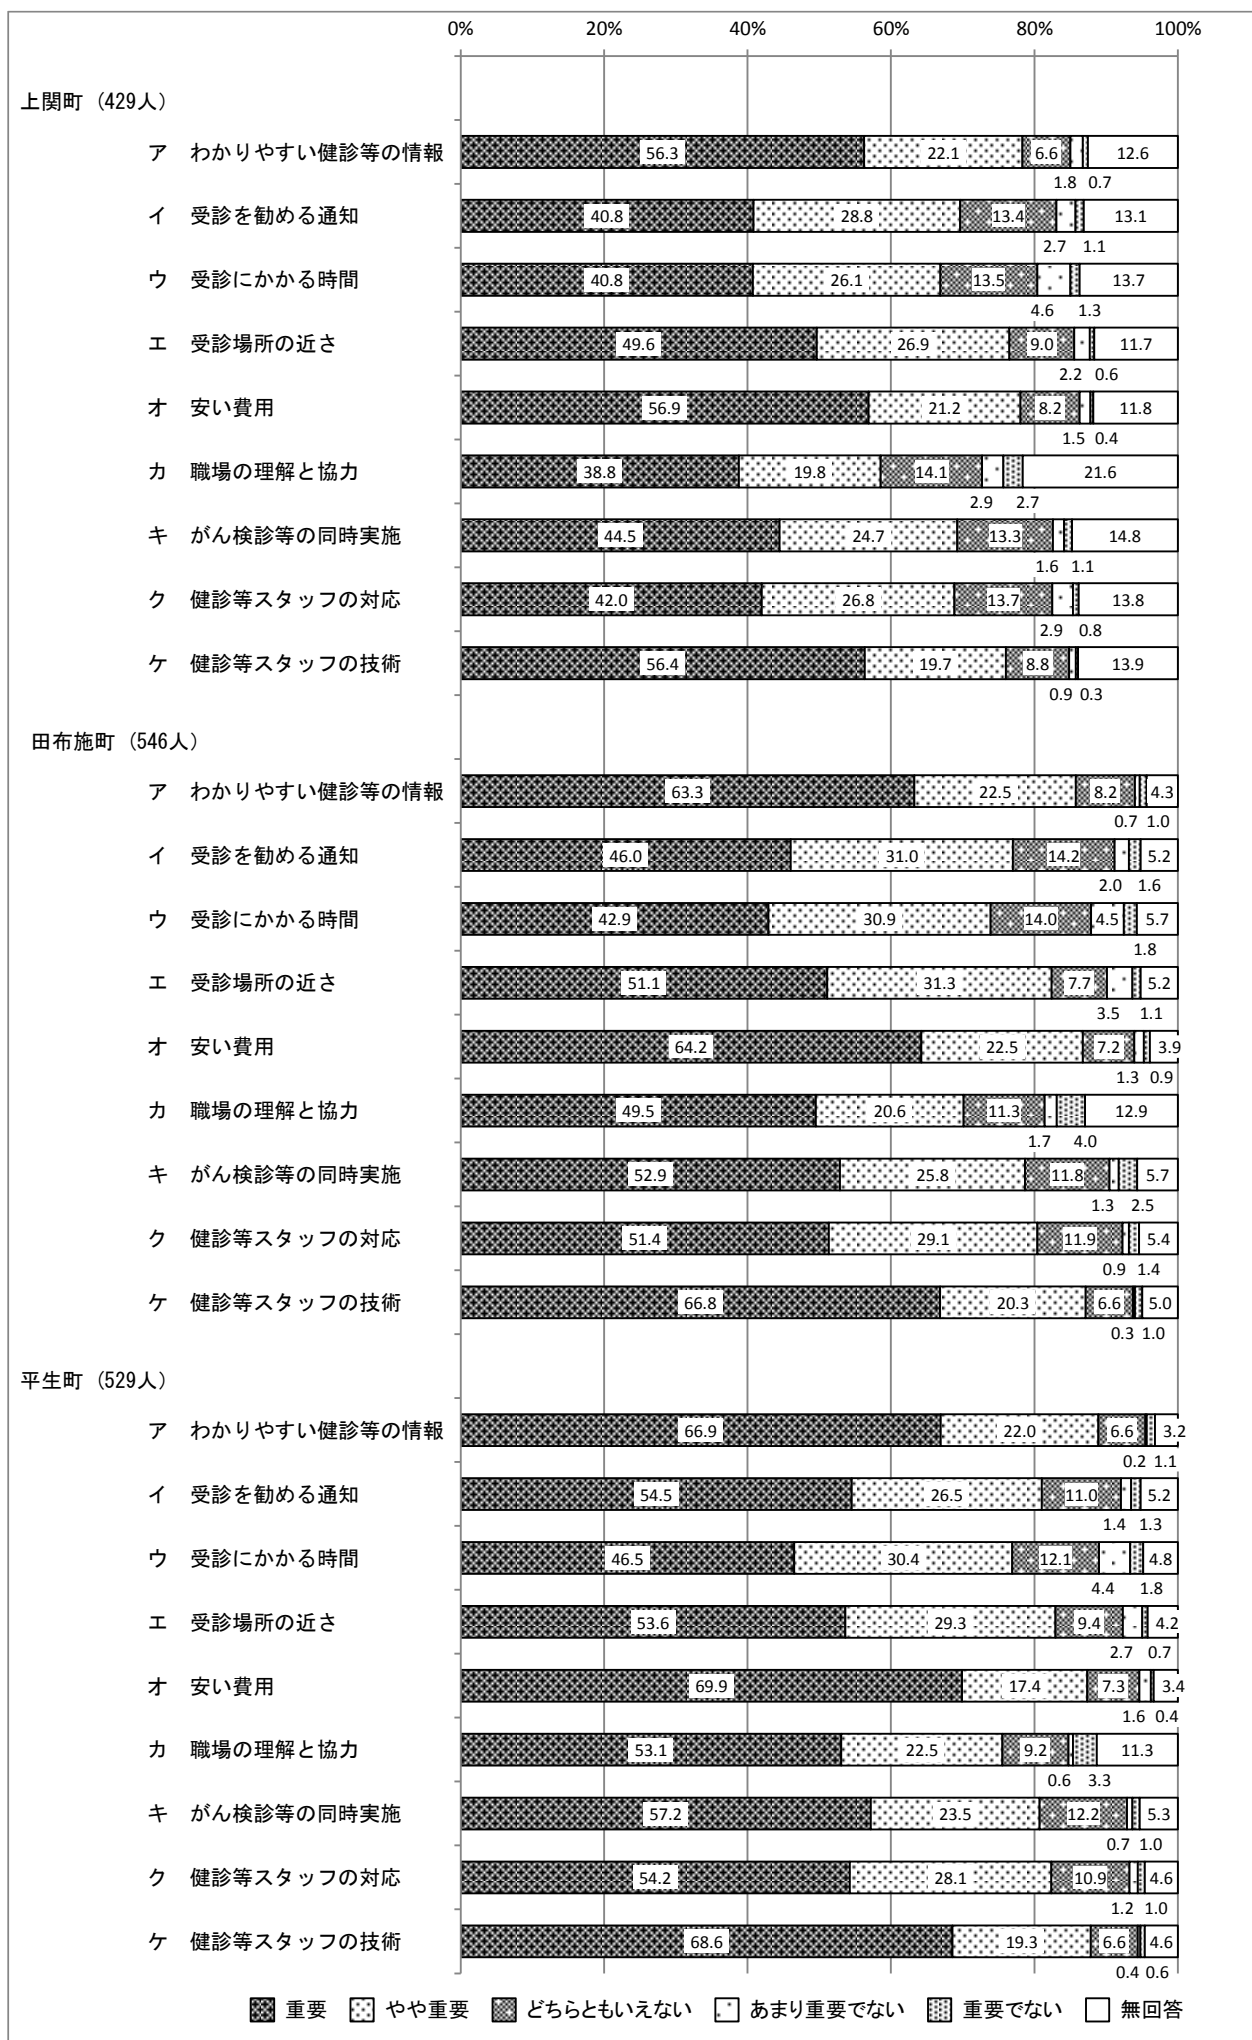 0% 20% 40% 60% 80% 100%
上関町（429人）
ア わかりやすい健診等の情報 56.3 22.1 6.6 12.6
1.8 0.7
イ 受診を勧める通知 40.8 28.8 13.4 13.1
2.7 1.1
ウ 受診にかかる時間 40.8 26.1 13.5 13.7
4.6 1.3
エ 受診場所の近さ 49.6 26.9 9.0 11.7
2.2 0.6
オ 安い費用 56.9 21.2 8.2 11.8
1.5 0.4
カ 職場の理解と協力 38.8 19.8 14.1 21.6
2.9 2.7
キ がん検診等の同時実施 44.5 24.7 13.3 14.8
1.6 1.1
ク 健診等スタッフの対応 42.0 26.8 13.7 13.8
2.9 0.8
ケ 健診等スタッフの技術 56.4 19.7 8.8 13.9
0.9 0.3
田布施町（546人）
ア わかりやすい健診等の情報 63.3 22.5 8.2 4.3
0.7 1.0
イ 受診を勧める通知 46.0 31.0 14.2 5.2
2.0 1.6
ウ 受診にかかる時間 42.9 30.9 14.0 4.5 5.7
1.8
エ 受診場所の近さ 51.1 31.3 7.7 5.2
3.5 1.1
オ 安い費用 64.2 22.5 7.2 3.9
1.3 0.9
カ 職場の理解と協力 49.5 20.6 11.3 12.9
1.7 4.0
キ がん検診等の同時実施 52.9 25.8 11.8 5.7
1.3 2.5
ク 健診等スタッフの対応 51.4 29.1 11.9 5.4
0.9 1.4
ケ 健診等スタッフの技術 66.8 20.3 6.6 5.0
0.3 1.0
平生町（529人）
ア わかりやすい健診等の情報 66.9 22.0 6.6 3.2
0.2 1.1
イ 受診を勧める通知 54.5 26.5 11.0 5.2
1.4 1.3
ウ 受診にかかる時間 46.5 30.4 12.1 4.8
4.4 1.8
エ 受診場所の近さ 53.6 29.3 9.4 4.2
2.7 0.7
オ 安い費用 69.9 17.4 7.3 3.4
1.6 0.4
カ 職場の理解と協力 53.1 22.5 9.2 11.3
0.6 3.3
キ がん検診等の同時実施 57.2 23.5 12.2 5.3
0.7 1.0
ク 健診等スタッフの対応 54.2 28.1 10.9 4.6
1.2 1.0
ケ 健診等スタッフの技術 68.6 19.3 6.6 4.6
0.4 0.6
重要 やや重要 どちらともいえない あまり重要でない 重要でない 無回答